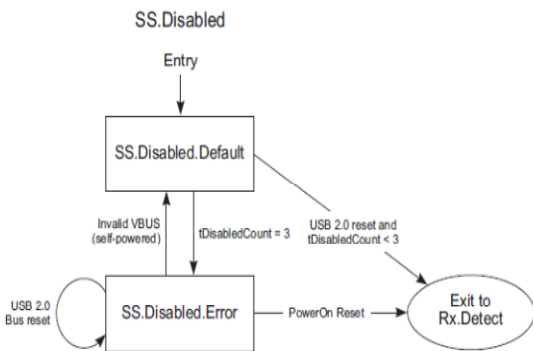 SS.Disabled
Entry
SS.Disabled.Default
Invalid VBUS
(self-powered)
tDisabledCount = 3
USB 2.0 reset and
tDisabledCount < 3
USB 2.0
Bus reset
SS.Disabled.Error
PowerOn Reset
Exit to
Rx.Detect